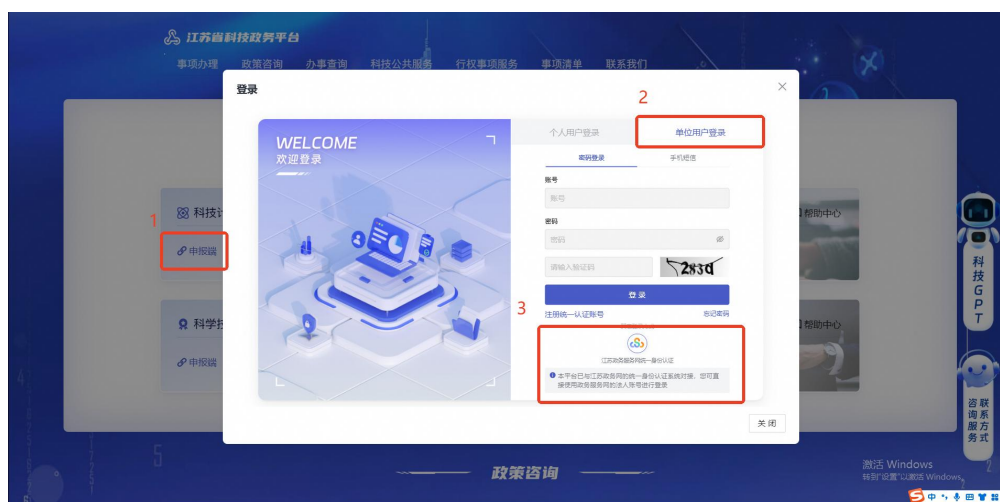 江苏省科技政务平台
事项办理 政策咨询 办事查询 科技公共服务 行权事项服务 事项清单 联系我们
登录
2
个人用户登录 单位用户登录
WELCOME
欢迎登录
密码登录 手机短信
账号
账号
密码
密码
请输入验证码 283d
登 录
注册统一认证账号 忘记密码
3
江苏政务服务网统一身份认证
本平台已与江苏政务网的统一身份认证系统对接，您可直
接使用政务服务网的法人账号进行登录
关 闭
1
科技计
申报端
帮助中心
科学技
申报端
帮助中心
科技GPT
联系方式
咨询服务
政策咨询
激活 Windows
转到"设置"以激活 Windows。
中